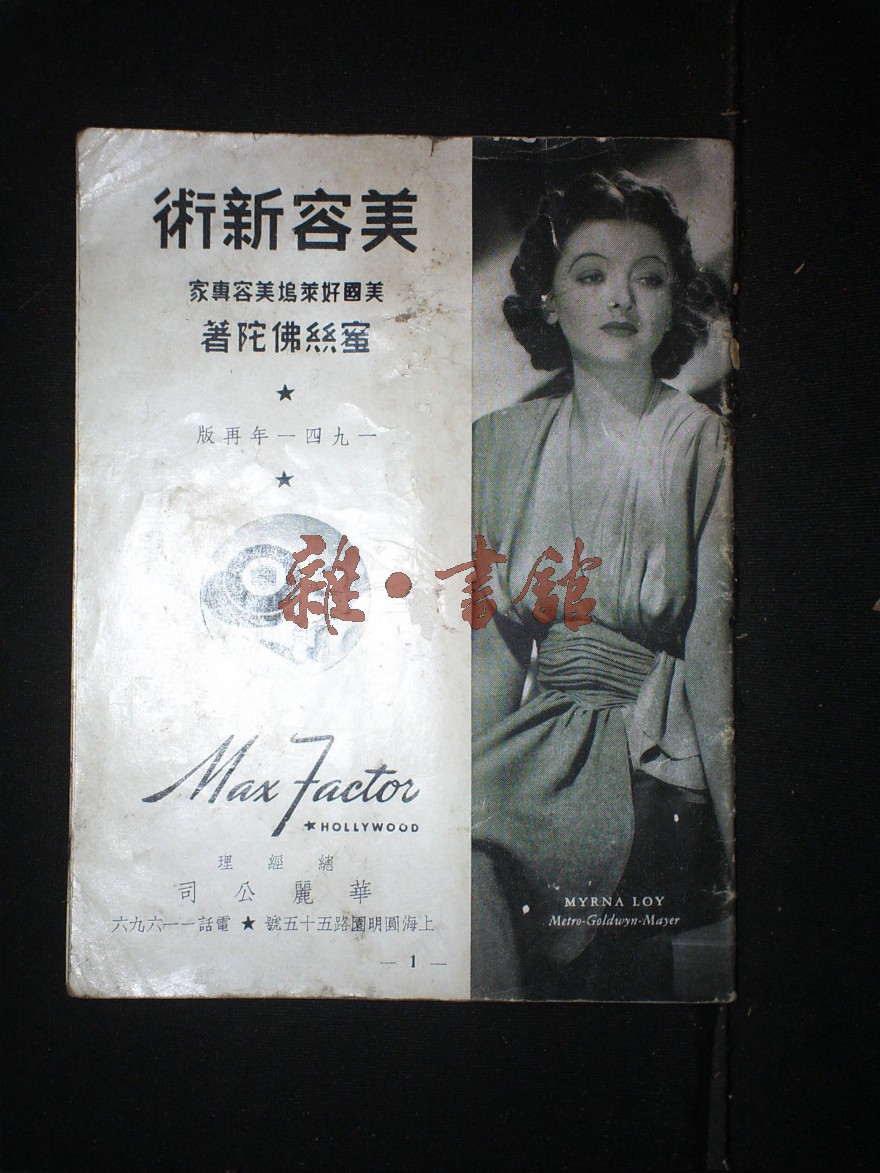 美容新術
美國好萊塢美容專家
蜜絲佛陀著
★
一九四一年再版
★
雜·書館
Max Factor
★HOLLYWOOD
總經理
華麗公司
上海圓明園路五十五號 ★ 電話一一六九六
— 1 —
MYRNA LOY
Metro-Goldwyn-Mayer